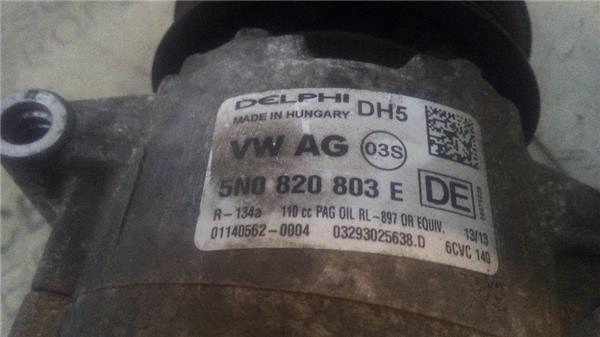 DELPHI DH5
MADE IN HUNGARY
VW AG 03S
5N0 820 803 E DE
R-134a 110 cc PAG OIL RL-897 OR EQUIV. 13/13
01140562-0004 03293025638.D 6CVC 140